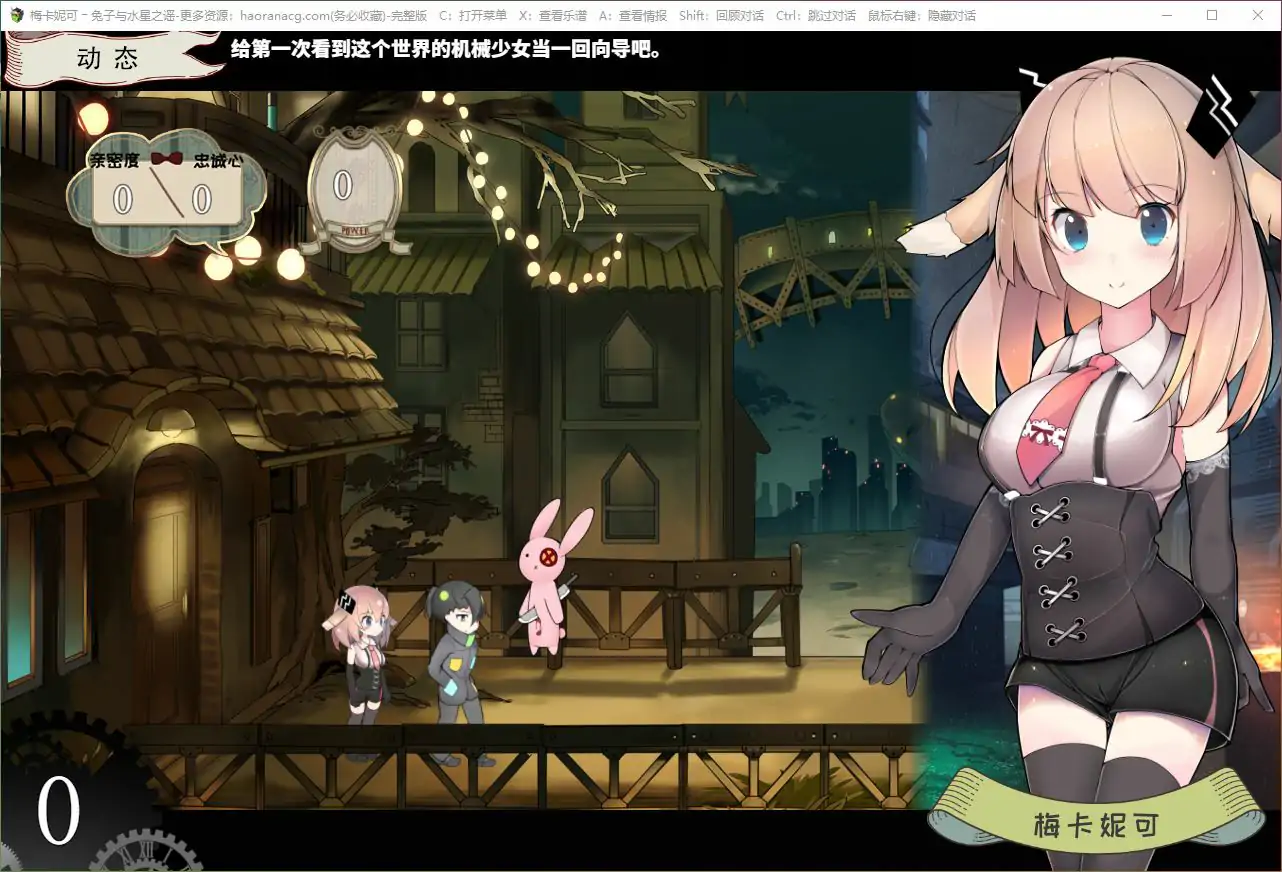 梅卡妮可 - 兔子与水星之谣-更多资源: haoranacg.com(务必收藏)-完整版 C: 打开菜单 X: 查看乐谱 A: 查看情报 Shift: 回顾对话 Ctrl: 跳过对话 鼠标右键: 隐藏对话
动态
给第一次看到这个世界的机械少女当一回向导吧。
亲密度 忠诚心
0 0
0
POWER
0
梅卡妮可